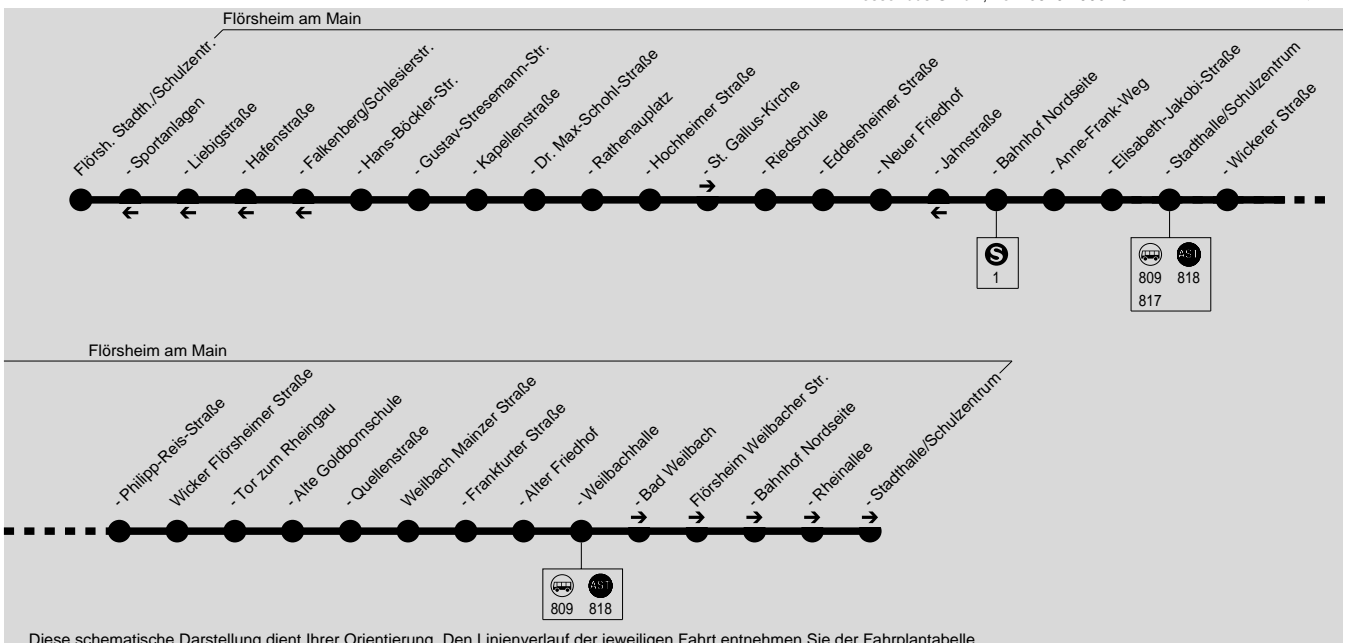 Flörsheim am Main
Flörsh. Stadth./Schulzentr.
- Sportanlagen
- Liebigstraße
- Hafenstraße
- Falkenberg/Schlesierstr.
- Hans-Böckler-Str.
- Gustav-Stresemann-Str.
- Kapellenstraße
- Dr. Max-Schohl-Straße
- Rathenauplatz
- Hochheimer Straße
- St. Gallus-Kirche
- Riedschule
- Eddersheimer Straße
- Neuer Friedhof
- Jahnstraße
- Bahnhof Nordseite
- Anne-Frank-Weg
- Elisabeth-Jakobi-Straße
- Stadthalle/Schulzentrum
- Wickerer Straße
S
1
AST
809 818
817
Flörsheim am Main
- Philipp-Reis-Straße
Wicker Flörsheimer Straße
- Tor zum Rheingau
- Alte Goldbornschule
- Quellenstraße
Weilbach Mainzer Straße
- Frankfurter Straße
- Alter Friedhof
- Weilbachhalle
- Bad Weilbach
Flörsheim Weilbacher Str.
- Bahnhof Nordseite
- Rheinallee
- Stadthalle/Schulzentrum
AST
809 818
Diese schematische Darstellung dient Ihrer Orientierung. Den Linienverlauf der jeweiligen Fahrt entnehmen Sie der Fahrplantabelle.